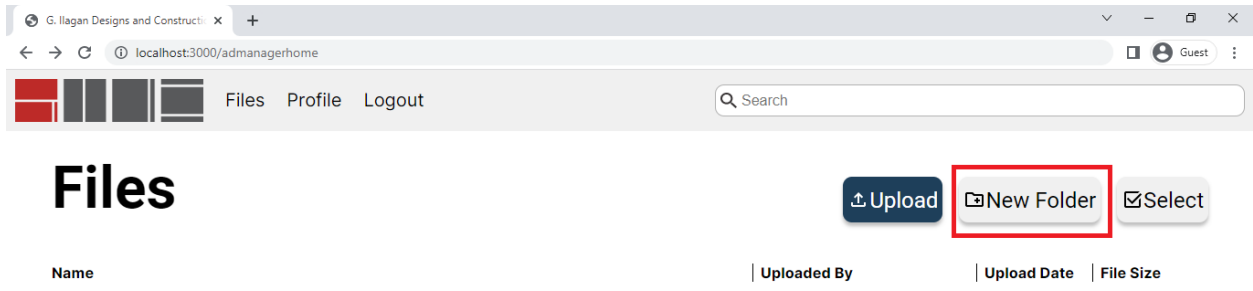 G. Ilagan Designs and Constructi
localhost:3000/admanagerhome
Guest
Files Profile Logout Search
Files
Upload New Folder Select
Name Uploaded By Upload Date File Size